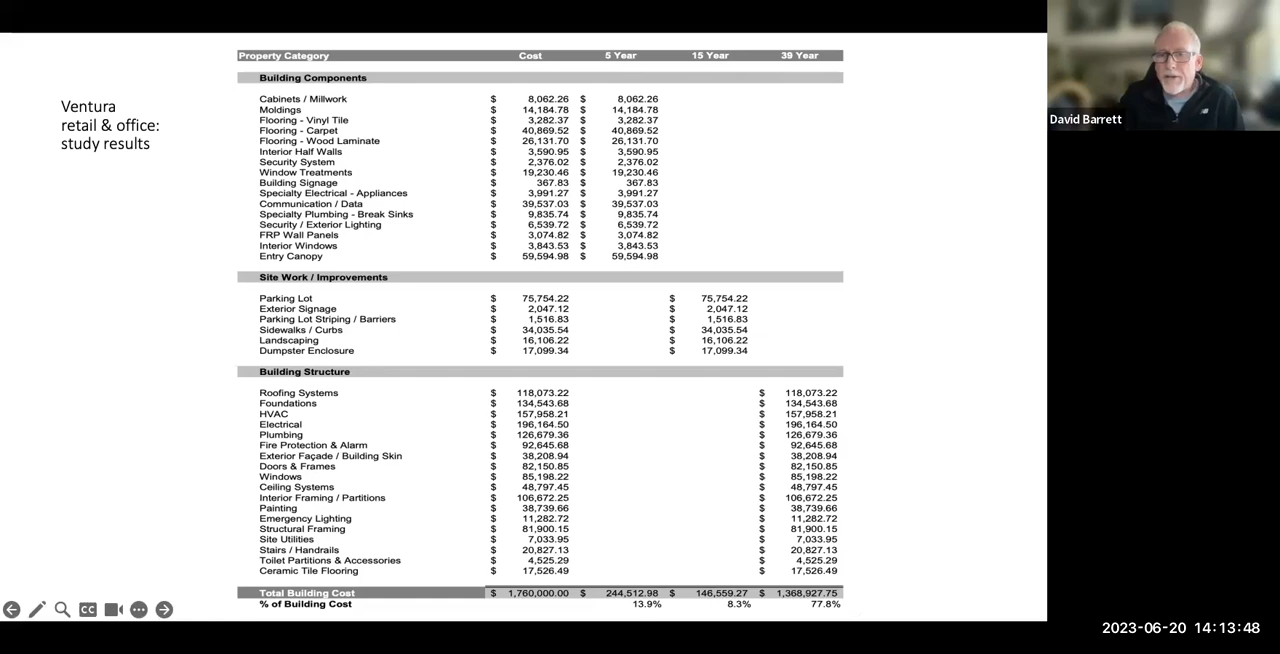 Ventura
retail & office:
study results
Property Category Cost 5 Year 15 Year 39 Year
Building Components
Cabinets / Millwork $ 8,062.26 $ 8,062.26
Moldings $ 14,184.78 $ 14,184.78
Flooring - Vinyl Tile $ 3,282.37 $ 3,282.37
Flooring - Carpet $ 40,869.52 $ 40,869.52
Flooring - Wood Laminate $ 26,131.70 $ 26,131.70
Interior Half Walls $ 3,590.95 $ 3,590.95
Security System $ 2,376.02 $ 2,376.02
Window Treatments $ 19,230.46 $ 19,230.46
Building Signage $ 367.83 $ 367.83
Specialty Electrical - Appliances $ 3,991.27 $ 3,991.27
Communication / Data $ 39,537.03 $ 39,537.03
Specialty Plumbing - Break Sinks $ 9,835.74 $ 9,835.74
Security / Exterior Lighting $ 6,539.72 $ 6,539.72
FRP Wall Panels $ 3,074.82 $ 3,074.82
Interior Windows $ 3,843.53 $ 3,843.53
Entry Canopy $ 59,594.98 $ 59,594.98
Site Work / Improvements
Parking Lot $ 75,754.22 $ 75,754.22
Exterior Signage $ 2,047.12 $ 2,047.12
Parking Lot Striping / Barriers $ 1,516.83 $ 1,516.83
Sidewalks / Curbs $ 34,035.54 $ 34,035.54
Landscaping $ 16,106.22 $ 16,106.22
Dumpster Enclosure $ 17,099.34 $ 17,099.34
Building Structure
Roofing Systems $ 118,073.22 $ 118,073.22
Foundations $ 134,543.68 $ 134,543.68
HVAC $ 157,958.21 $ 157,958.21
Electrical $ 196,164.50 $ 196,164.50
Plumbing $ 126,679.36 $ 126,679.36
Fire Protection & Alarm $ 92,645.68 $ 92,645.68
Exterior Façade / Building Skin $ 38,208.94 $ 38,208.94
Doors & Frames $ 82,150.85 $ 82,150.85
Windows $ 85,198.22 $ 85,198.22
Ceiling Systems $ 48,797.45 $ 48,797.45
Interior Framing / Partitions $ 106,672.25 $ 106,672.25
Painting $ 38,739.66 $ 38,739.66
Emergency Lighting $ 11,282.72 $ 11,282.72
Structural Framing $ 81,900.15 $ 81,900.15
Site Utilities $ 7,033.95 $ 7,033.95
Stairs / Handrails $ 20,827.13 $ 20,827.13
Toilet Partitions & Accessories $ 4,525.29 $ 4,525.29
Ceramic Tile Flooring $ 17,526.49 $ 17,526.49
Total Building Cost $ 1,760,000.00 $ 244,512.98 $ 146,559.27 $ 1,368,927.75
% of Building Cost 13.9% 8.3% 77.8%
CC
David Barrett
2023-06-20 14:13:48